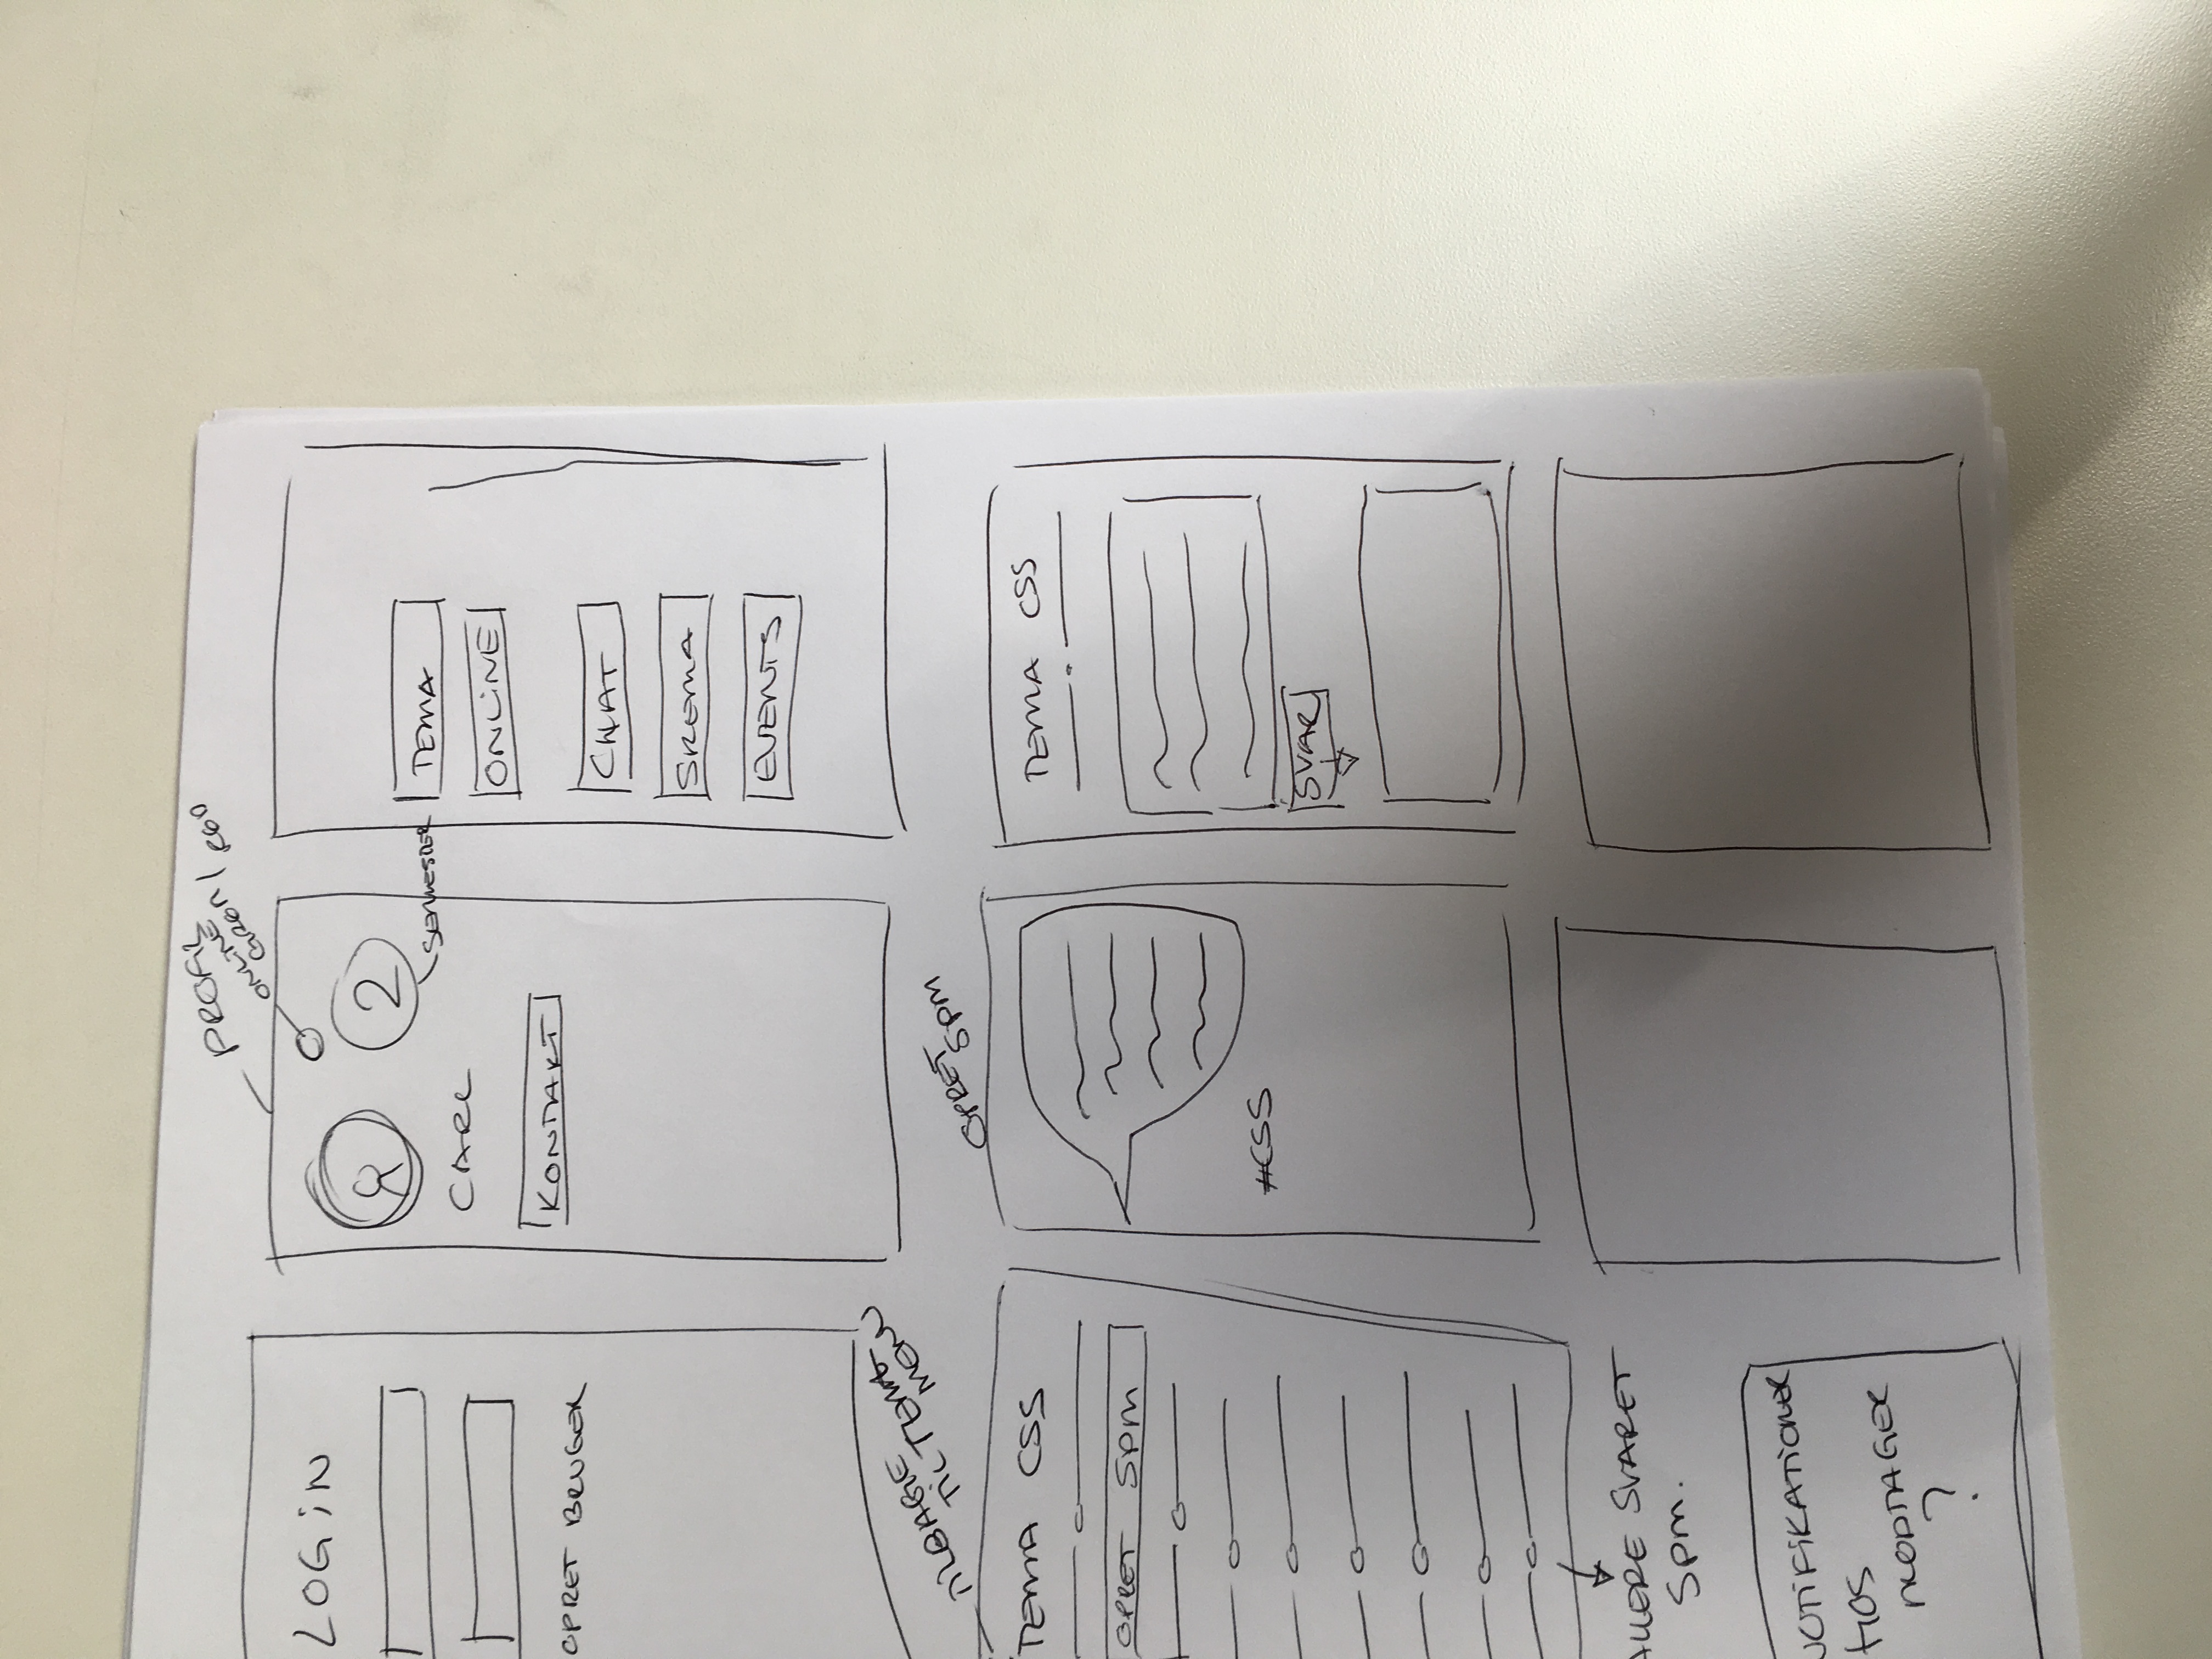 LOGIN
OPRET BRUGER
PROFIL
ONLINE
GRØN / RØD
2
SEMESTER
CARL
KONTAKT
TEMA
ONLINE
CHAT
SKEMA
EVENTS
TILBAGE
TIL TEMA
MENU
TEMA CSS
OPRET SPM
ALLERE SVARET
SPM.
OPRET
SPM
#CSS
TEMA CSS
SVAR
NOTIFIKATIONER
HOS
MODTAGER
?